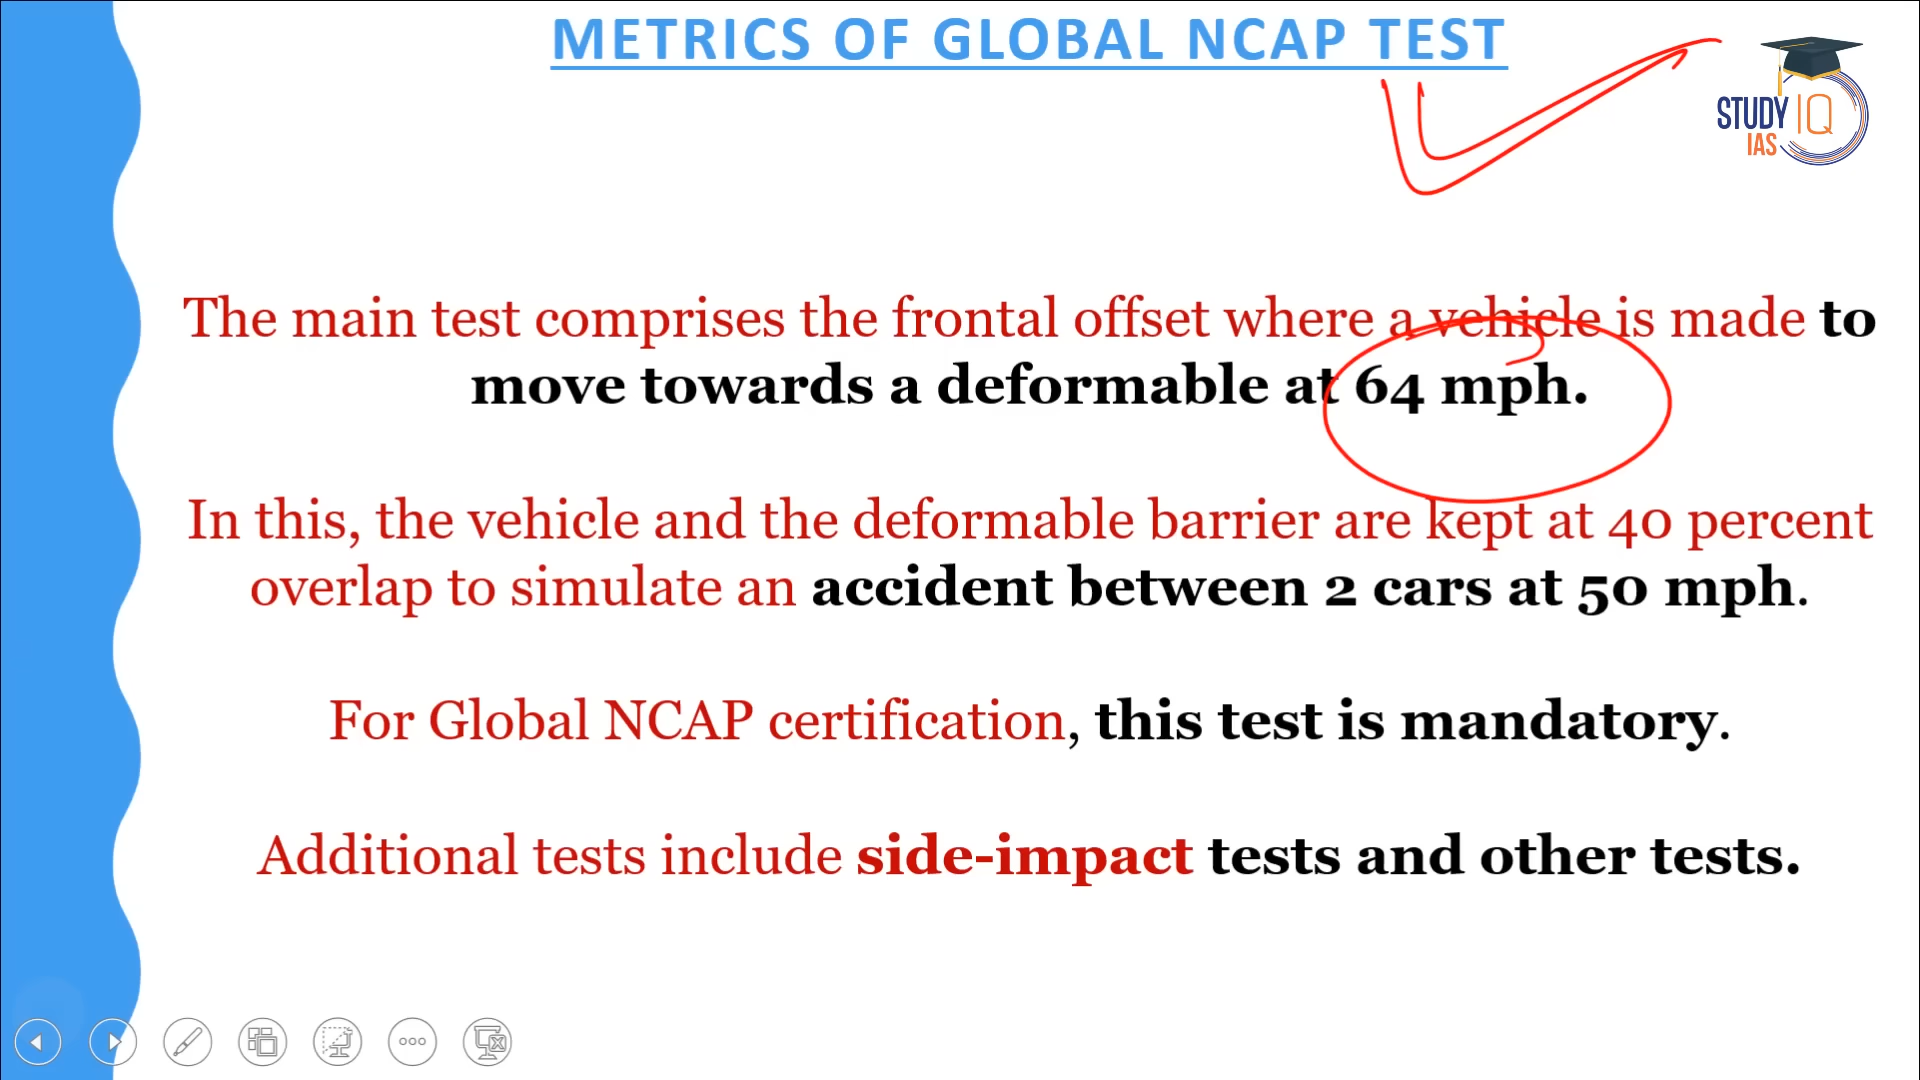 METRICS OF GLOBAL NCAP TEST
STUDY IQ
IAS
The main test comprises the frontal offset where a vehicle is made to
move towards a deformable at 64 mph.
In this, the vehicle and the deformable barrier are kept at 40 percent
overlap to simulate an accident between 2 cars at 50 mph.
For Global NCAP certification, this test is mandatory.
Additional tests include side-impact tests and other tests.